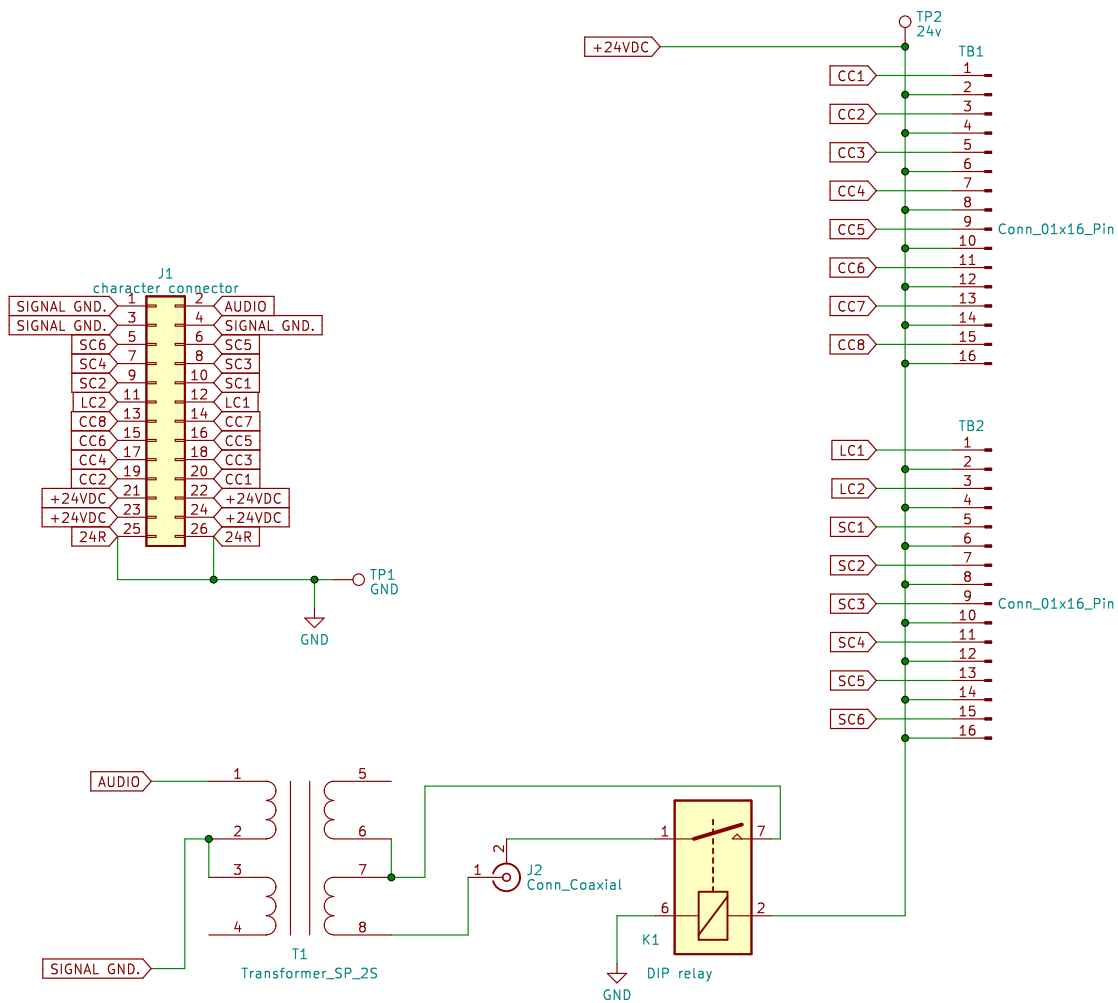 TP2
24v
+24VDC
TB1
CC1 1
2
CC2 3
4
CC3 5
6
CC4 7
8
CC5 9 Conn_01x16_Pin
10
CC6 11
12
CC7 13
14
CC8 15
16
J1
character connector
SIGNAL GND. 1 2 AUDIO
SIGNAL GND. 3 4 SIGNAL GND.
SC6 5 6 SC5
SC4 7 8 SC3
SC2 9 10 SC1
LC2 11 12 LC1
CC8 13 14 CC7
CC6 15 16 CC5
CC4 17 18 CC3
CC2 19 20 CC1
+24VDC 21 22 +24VDC
+24VDC 23 24 +24VDC
24R 25 26 24R
TP1
GND
GND
TB2
LC1 1
2
LC2 3
4
SC1 5
6
SC2 7
8
SC3 9 Conn_01x16_Pin
10
SC4 11
12
SC5 13
14
SC6 15
16
AUDIO 1 5
2 6
3 7
4 8
SIGNAL GND.
T1
Transformer_SP_2S
1 2
J2
Conn_Coaxial
1 7
6 2
K1
DIP relay
GND